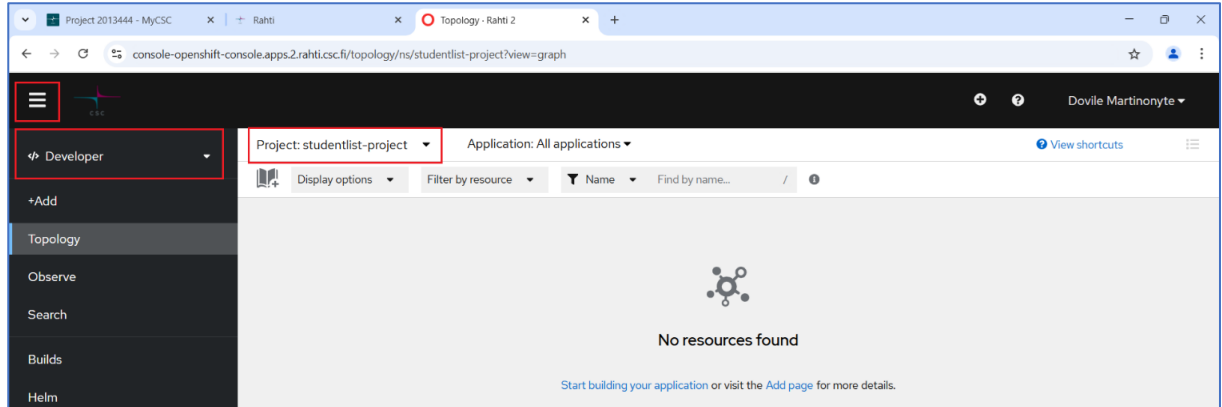 Project 2013444 - MyCSC
Rahti
Topology · Rahti 2
console-openshift-console.apps.2.rahti.csc.fi/topology/ns/studentlist-project?view=graph
CSC
Dovile Martinonyte
Developer
Project: studentlist-project
Application: All applications
View shortcuts
Display options
Filter by resource
Name
Find by name...
/
+Add
Topology
Observe
Search
No resources found
Builds
Start building your application or visit the Add page for more details.
Helm